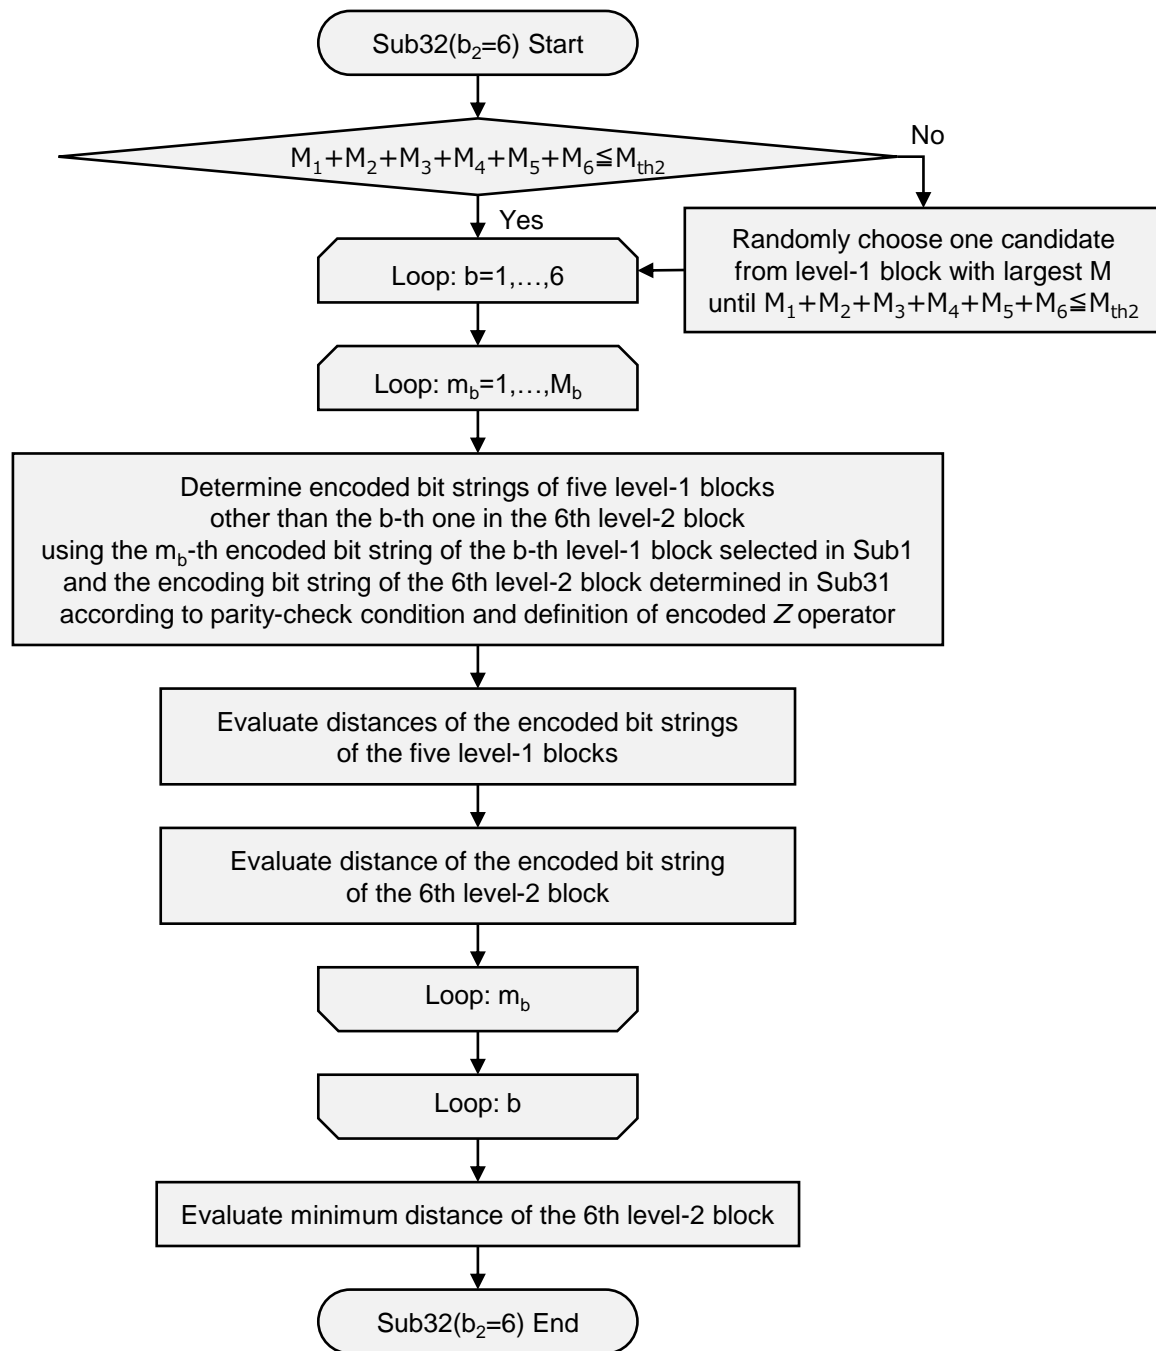 Sub32(b₂=6) Start
M₁+M₂+M₃+M₄+M₅+M₆≦Mₜₕ₂
No
Yes
Randomly choose one candidate
from level-1 block with largest M
until M₁+M₂+M₃+M₄+M₅+M₆≦Mₜₕ₂
Loop: b=1,…,6
Loop: m_b=1,…,M_b
Determine encoded bit strings of five level-1 blocks
other than the b-th one in the 6th level-2 block
using the m_b-th encoded bit string of the b-th level-1 block selected in Sub1
and the encoding bit string of the 6th level-2 block determined in Sub31
according to parity-check condition and definition of encoded Z operator
Evaluate distances of the encoded bit strings
of the five level-1 blocks
Evaluate distance of the encoded bit string
of the 6th level-2 block
Loop: m_b
Loop: b
Evaluate minimum distance of the 6th level-2 block
Sub32(b₂=6) End